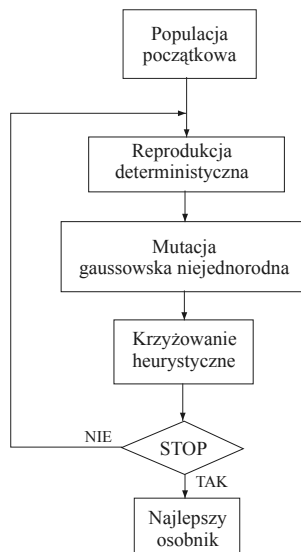 Populacja
początkowa
Reprodukcja
deterministyczna
Mutacja
gaussowska niejednorodna
Krzyżowanie
heurystyczne
NIE
STOP
TAK
Najlepszy
osobnik